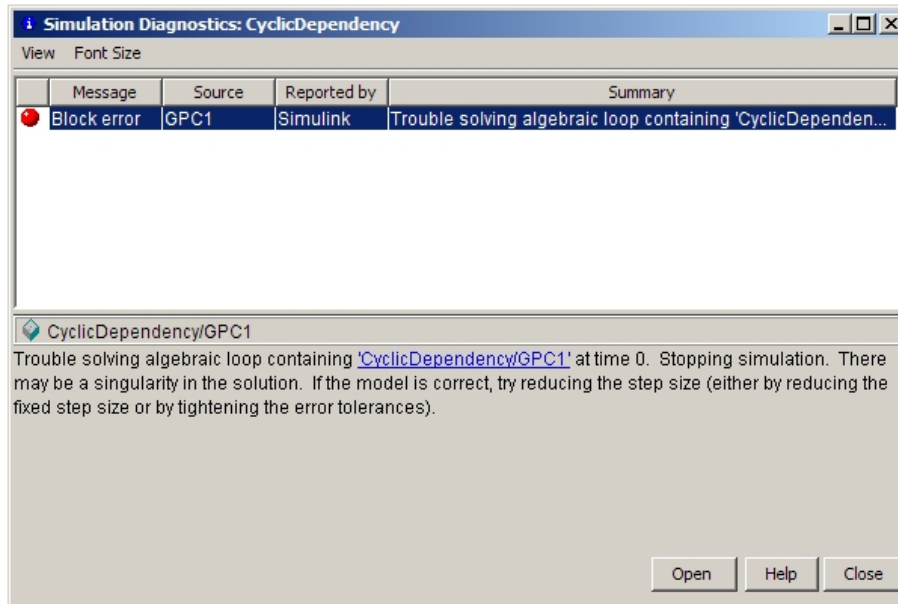 Simulation Diagnostics: CyclicDependency
View Font Size
Message Source Reported by Summary
Block error GPC1 Simulink Trouble solving algebraic loop containing 'CyclicDependen...
CyclicDependency/GPC1
Trouble solving algebraic loop containing 'CyclicDependency/GPC1' at time 0. Stopping simulation. There
may be a singularity in the solution. If the model is correct, try reducing the step size (either by reducing the
fixed step size or by tightening the error tolerances).
Open Help Close